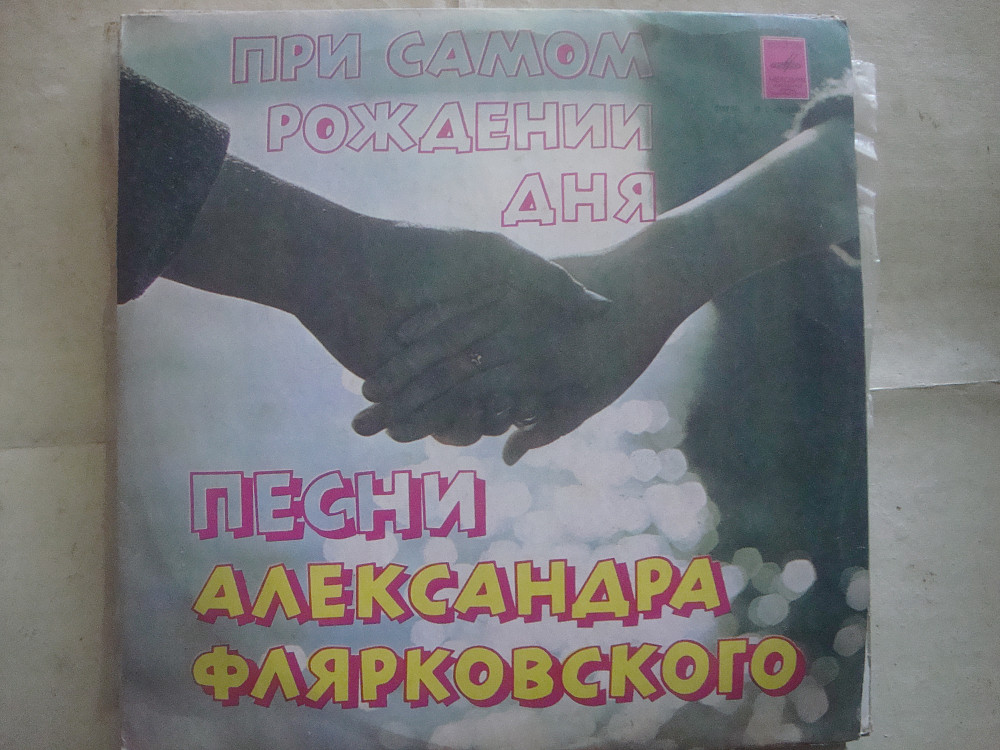 ПРИ САМОМ
РОЖДЕНИИ
ДНЯ
ПЕСНИ
АЛЕКСАНДРА
ФЛЯРКОВСКОГО